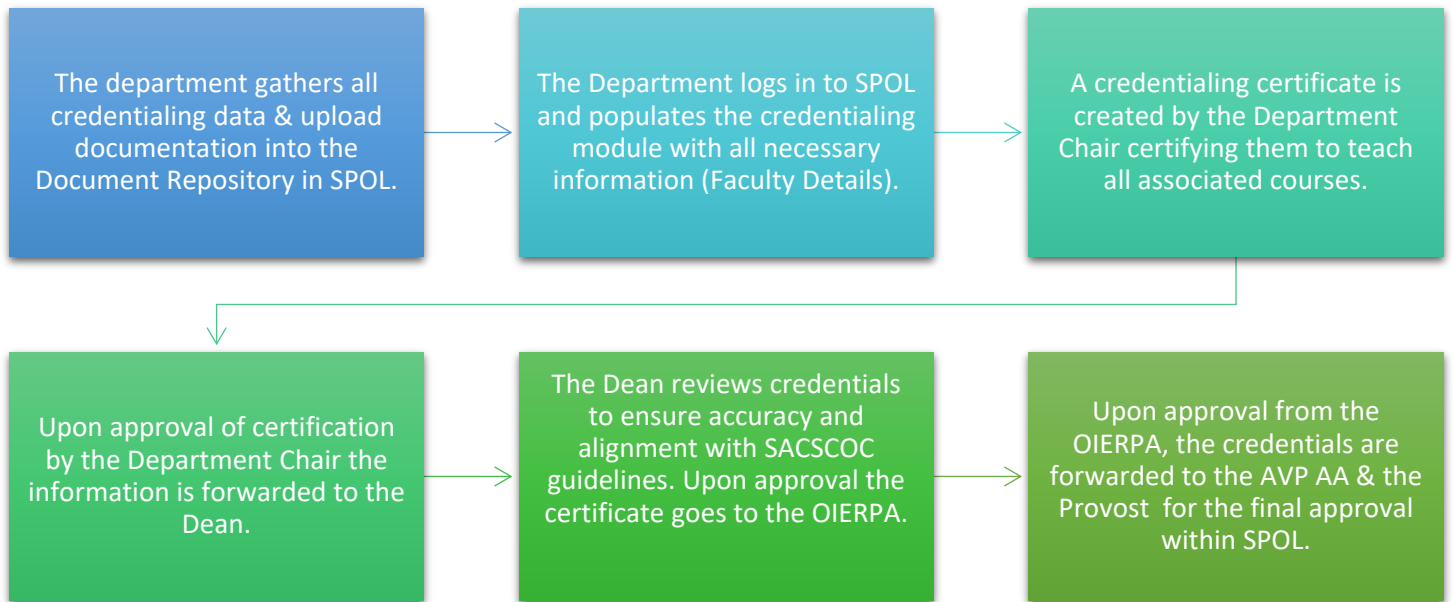 The department gathers all
credentialing data & upload
documentation into the
Document Repository in SPOL.
The Department logs in to SPOL
and populates the credentialing
module with all necessary
information (Faculty Details).
A credentialing certificate is
created by the Department
Chair certifying them to teach
all associated courses.
Upon approval of certification
by the Department Chair the
information is forwarded to the
Dean.
The Dean reviews credentials
to ensure accuracy and
alignment with SACSCOC
guidelines. Upon approval the
certificate goes to the OIERPA.
Upon approval from the
OIERPA, the credentials are
forwarded to the AVP AA & the
Provost for the final approval
within SPOL.